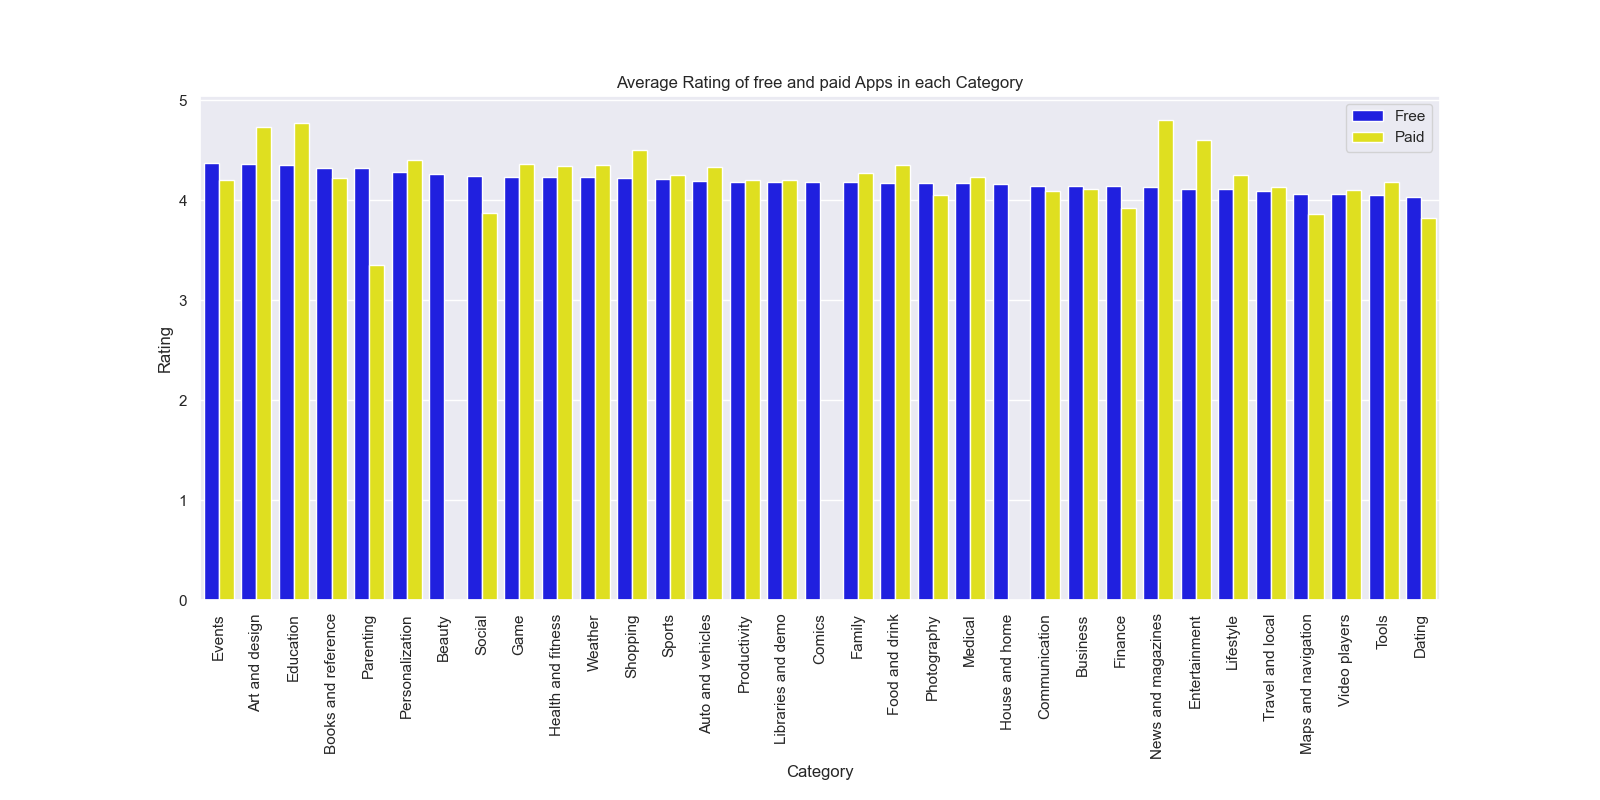 Average Rating of free and paid Apps in each Category
Free
Paid
Rating
5
4
3
2
1
0
Events
Art and design
Education
Books and reference
Parenting
Personalization
Beauty
Social
Game
Health and fitness
Weather
Shopping
Sports
Auto and vehicles
Productivity
Libraries and demo
Comics
Family
Food and drink
Photography
Medical
House and home
Communication
Business
Finance
News and magazines
Entertainment
Lifestyle
Travel and local
Maps and navigation
Video players
Tools
Dating
Category